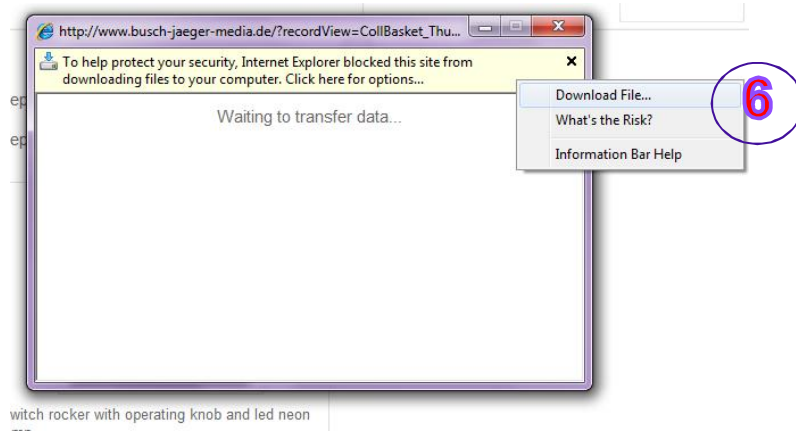 http://www.busch-jaeger-media.de/?recordView=CollBasket_Thu...
To help protect your security, Internet Explorer blocked this site from
downloading files to your computer. Click here for options...
Download File...
What's the Risk?
Information Bar Help
6
ep
ep
Waiting to transfer data...
witch rocker with operating knob and led neon